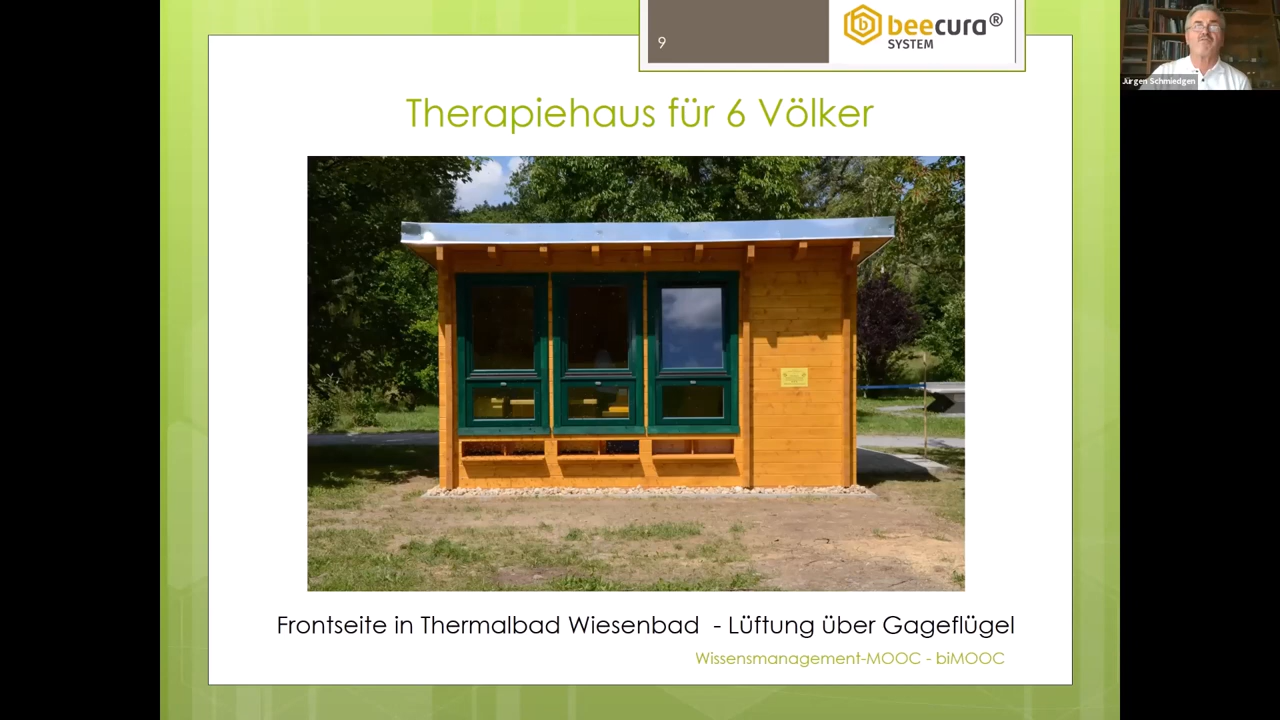 9
beecura®
SYSTEM
Jürgen Schmiedgen
Therapiehaus für 6 Völker
Frontseite in Thermalbad Wiesenbad - Lüftung über Gageflügel
Wissensmanagement-MOOC - biMOOC